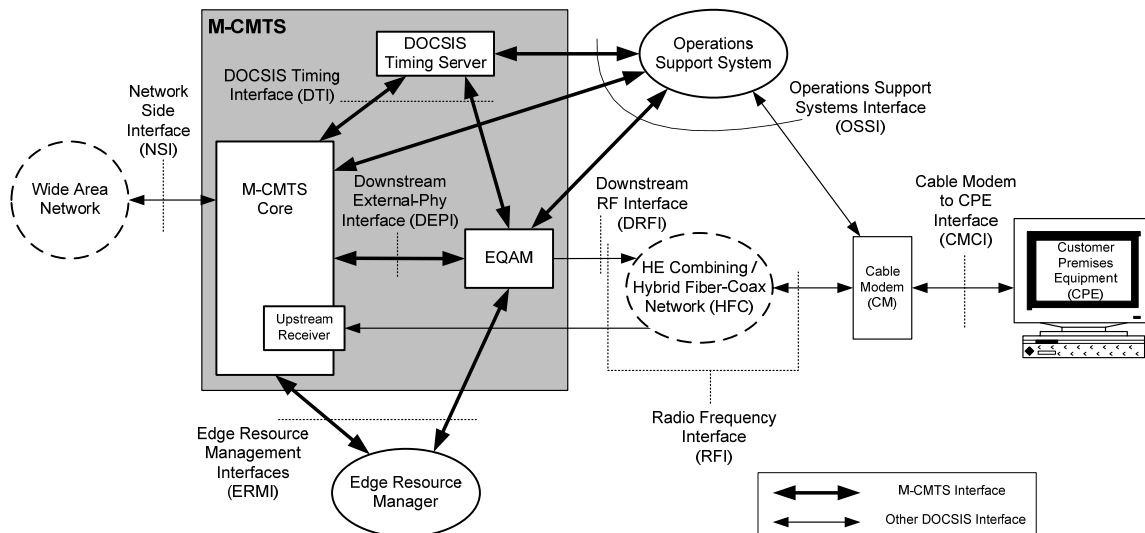 M-CMTS
DOCSIS
Timing Server
Operations
Support System
DOCSIS Timing
Interface (DTI)
Network
Side
Interface
(NSI)
Operations Support
Systems Interface
(OSSI)
Wide Area
Network
M-CMTS
Core
Downstream
External-Phy
Interface (DEPI)
EQAM
Downstream
RF Interface
(DRFI)
Cable Modem
to CPE
Interface
(CMCI)
HE Combining /
Hybrid Fiber-Coax
Network (HFC)
Cable
Modem
(CM)
Customer
Premises
Equipment
(CPE)
Upstream
Receiver
Edge Resource
Management
Interfaces
(ERMI)
Edge Resource
Manager
Radio Frequency
Interface
(RFI)
M-CMTS Interface
Other DOCSIS Interface